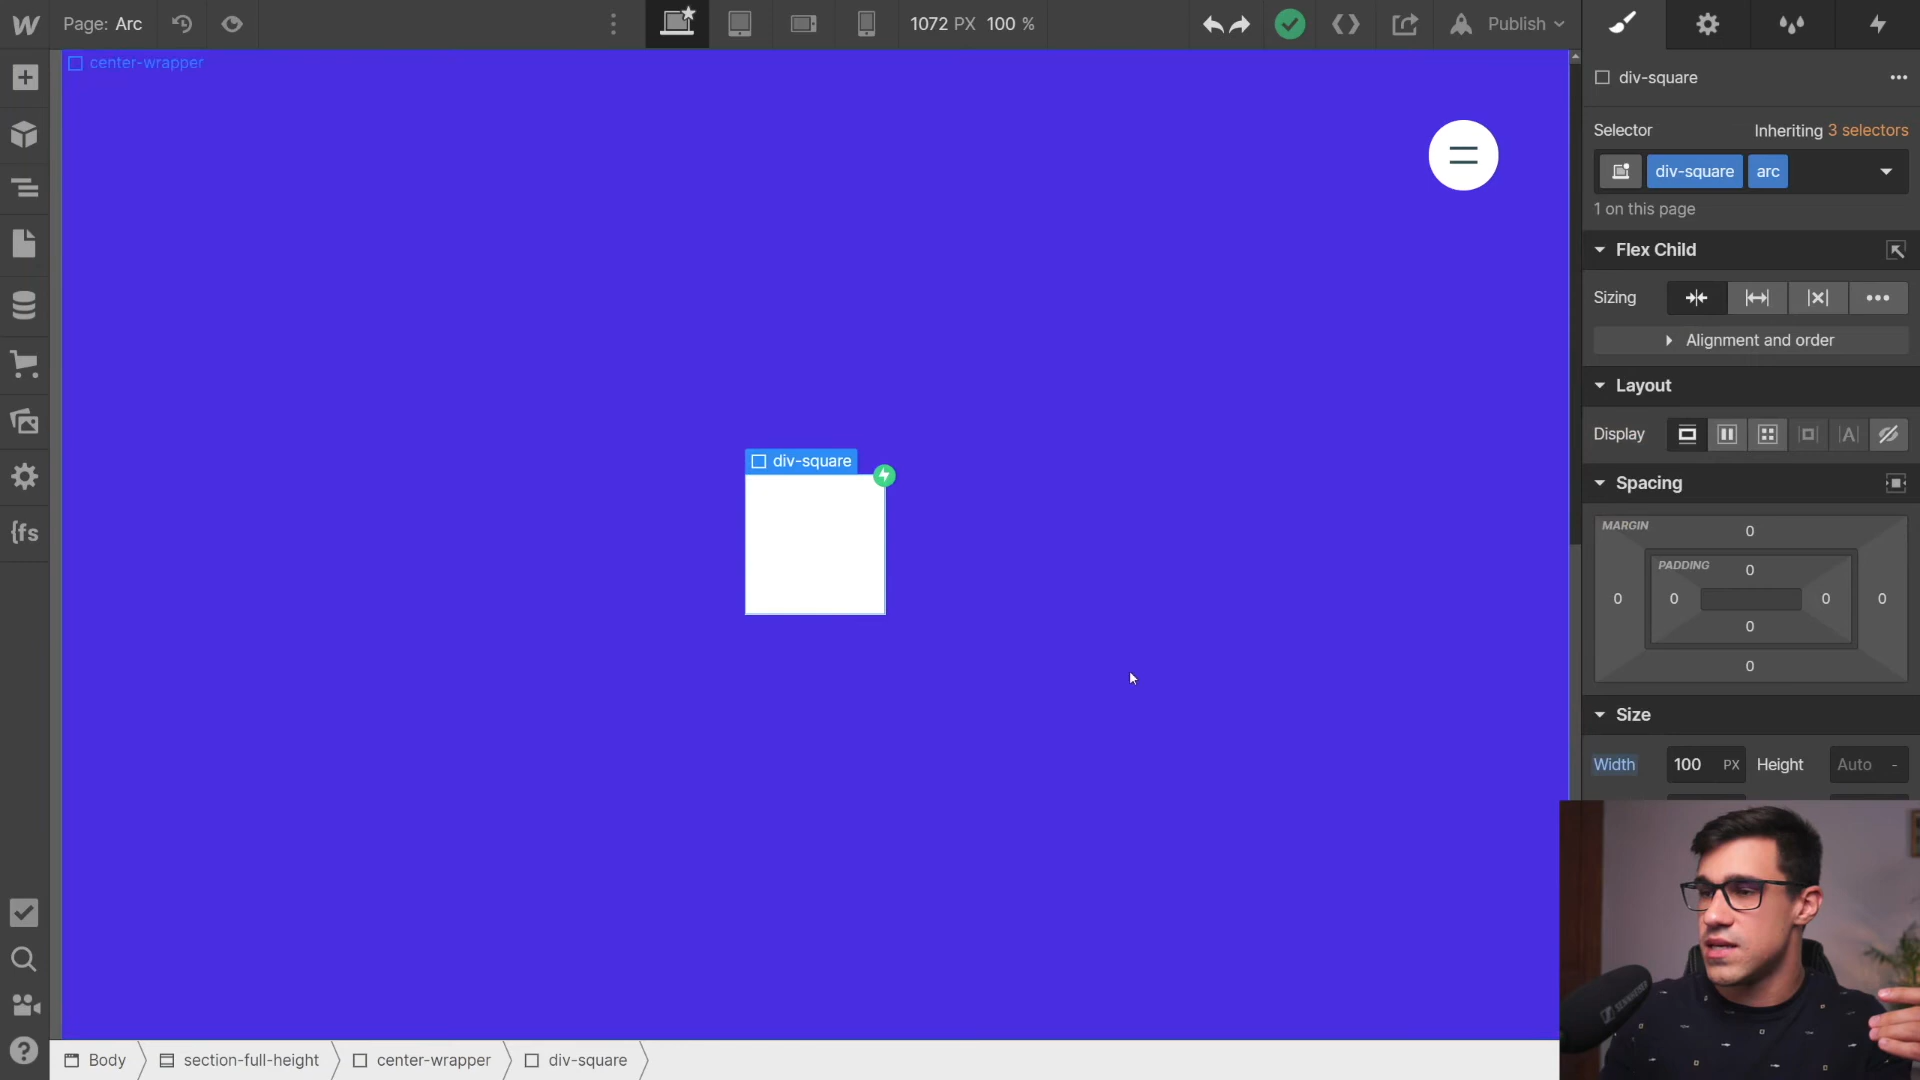 Page: Arc
1072 PX 100 %
Publish
center-wrapper
div-square
div-square
Selector
Inheriting 3 selectors
div-square arc
1 on this page
Flex Child
Sizing
Alignment and order
Layout
Display
Spacing
MARGIN
0
PADDING
0
0
0
0
0
0
0
Size
Width 100 PX Height Auto -
{fs
SENNHEISER
Body section-full-height center-wrapper div-square